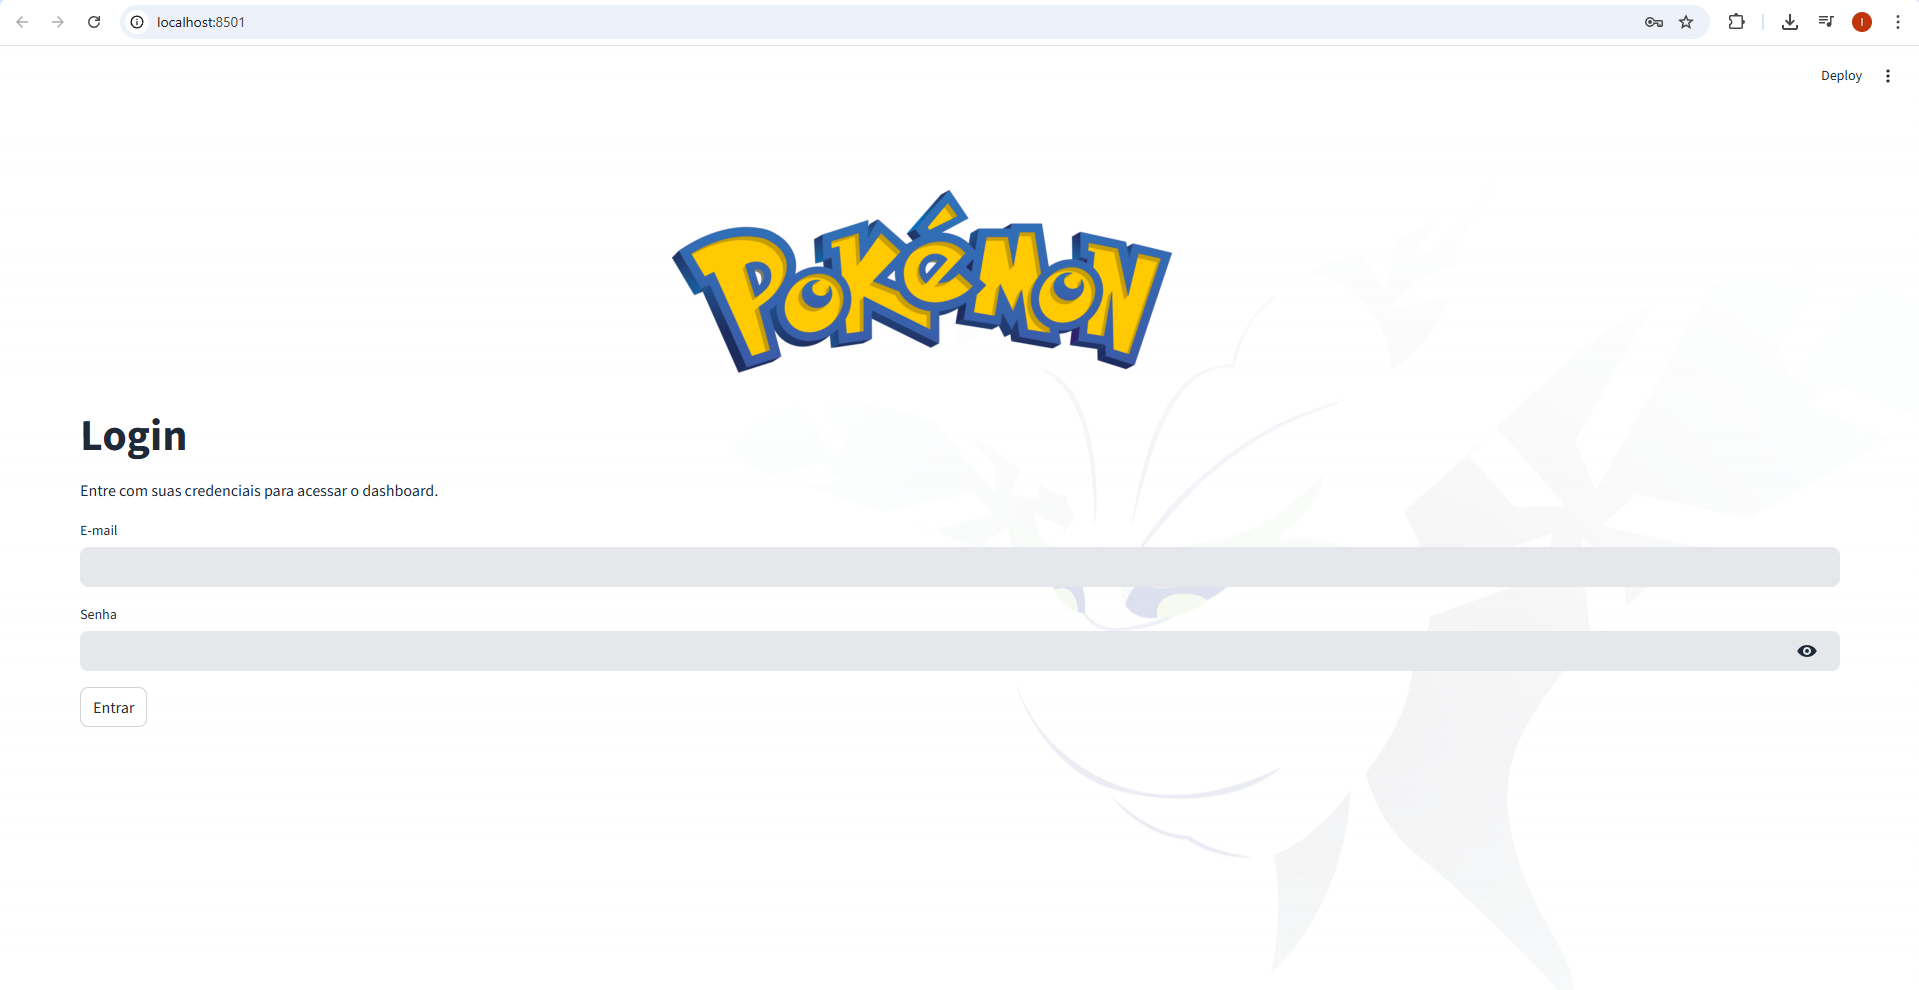 localhost:8501
I
Deploy
POKéMON
Login
Entre com suas credenciais para acessar o dashboard.
E-mail
Senha
Entrar